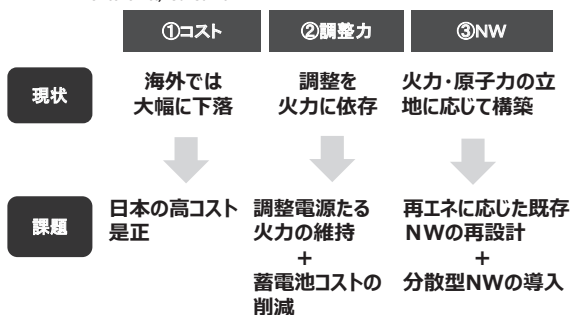 ①コスト
②調整力
③NW
現状
海外では
大幅に下落
調整を
火力に依存
火力・原子力の立
地に応じて構築
課題
日本の高コスト
是正
調整電源たる
火力の維持
+
蓄電池コストの
削減
再エネに応じた既存
NWの再設計
+
分散型NWの導入